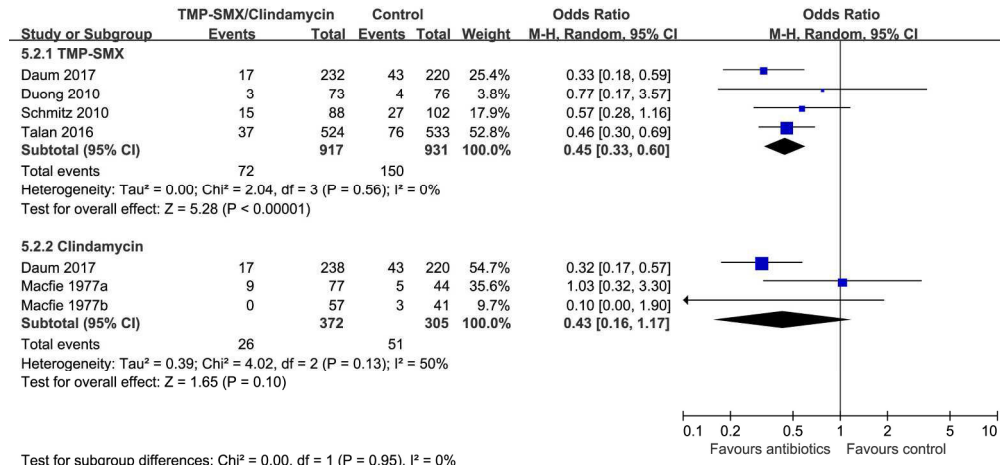 TMP-SMX/Clindamycin Control Odds Ratio Odds Ratio
Study or Subgroup Events Total Events Total Weight M-H, Random, 95% CI M-H, Random, 95% CI
5.2.1 TMP-SMX
Daum 2017 17 232 43 220 25.4% 0.33 [0.18, 0.59]
Duong 2010 3 73 4 76 3.8% 0.77 [0.17, 3.57]
Schmitz 2010 15 88 27 102 17.9% 0.57 [0.28, 1.16]
Talan 2016 37 524 76 533 52.8% 0.46 [0.30, 0.69]
Subtotal (95% CI) 917 931 100.0% 0.45 [0.33, 0.60]
Total events 72 150
Heterogeneity: Tau² = 0.00; Chi² = 2.04, df = 3 (P = 0.56); I² = 0%
Test for overall effect: Z = 5.28 (P < 0.00001)
5.2.2 Clindamycin
Daum 2017 17 238 43 220 54.7% 0.32 [0.17, 0.57]
Macfie 1977a 9 77 5 44 35.6% 1.03 [0.32, 3.30]
Macfie 1977b 0 57 3 41 9.7% 0.10 [0.00, 1.90]
Subtotal (95% CI) 372 305 100.0% 0.43 [0.16, 1.17]
Total events 26 51
Heterogeneity: Tau² = 0.39; Chi² = 4.02, df = 2 (P = 0.13); I² = 50%
Test for overall effect: Z = 1.65 (P = 0.10)
0.1 0.2 0.5 1 2 5 10
Favours antibiotics Favours control
Test for subgroup differences: Chi² = 0.00, df = 1 (P = 0.95), I² = 0%